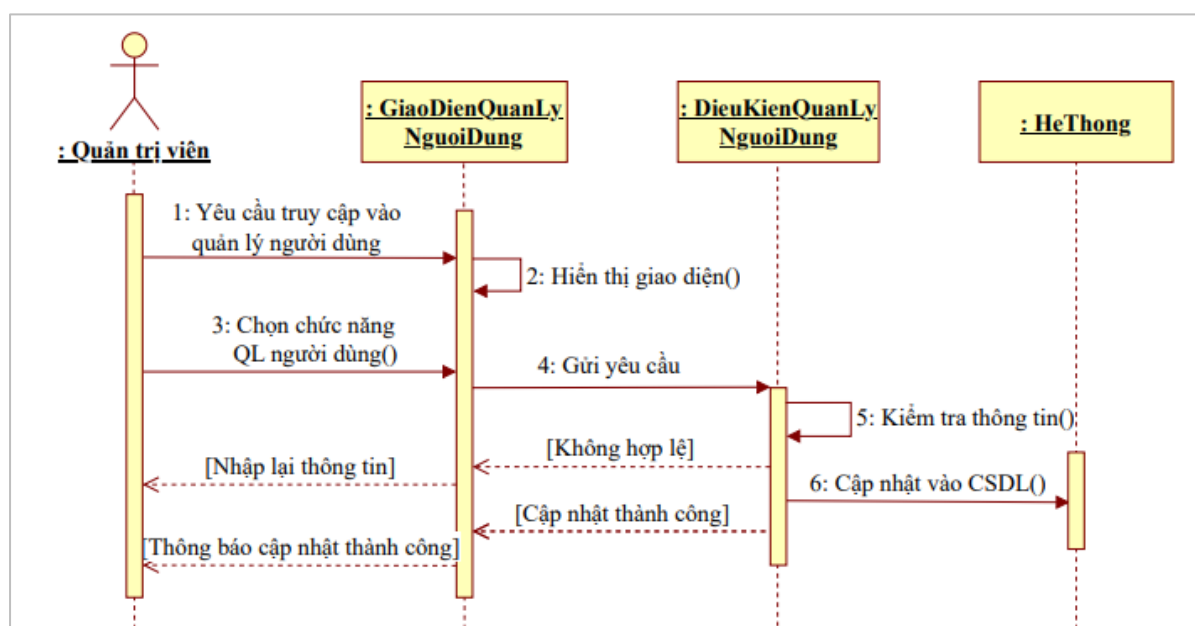 : Quản trị viên
: GiaoDienQuanLy
NguoiDung
: DieuKienQuanLy
NguoiDung
: HeThong
1: Yêu cầu truy cập vào
quản lý người dùng
2: Hiển thị giao diện()
3: Chọn chức năng
QL người dùng()
4: Gửi yêu cầu
5: Kiểm tra thông tin()
[Không hợp lệ]
[Nhập lại thông tin]
6: Cập nhật vào CSDL()
[Cập nhật thành công]
[Thông báo cập nhật thành công]